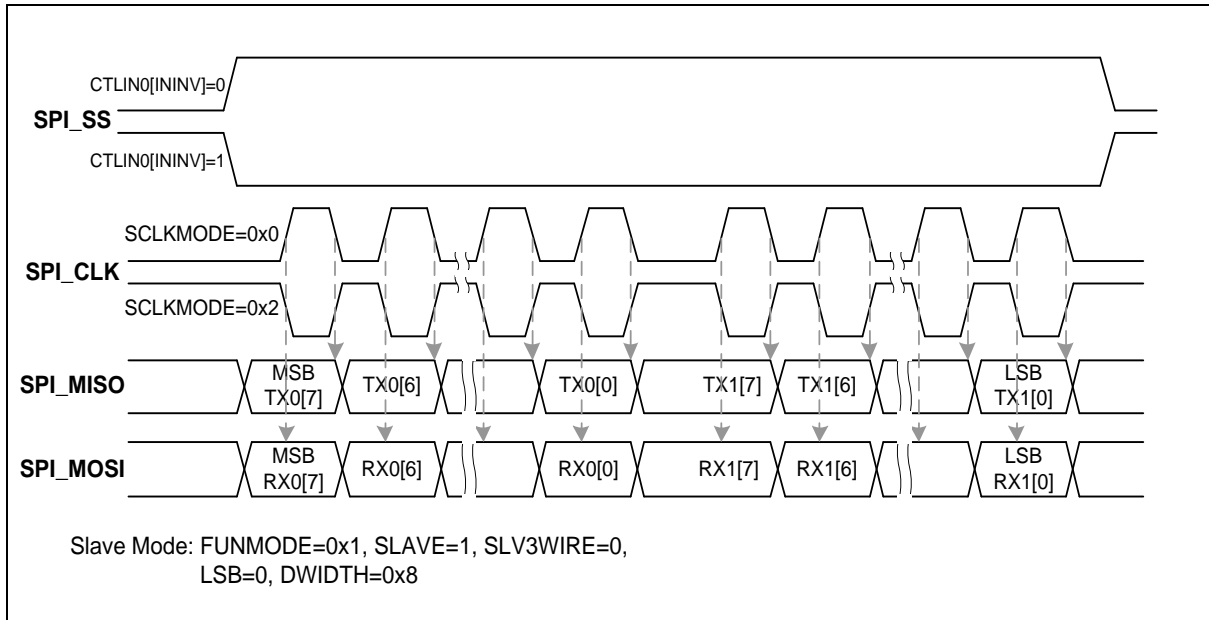 CTLIN0[ININV]=0
SPI_SS
CTLIN0[ININV]=1
SCLKMODE=0x0
SPI_CLK
SCLKMODE=0x2
SPI_MISO
MSB TX0[7] TX0[6] TX0[0] TX1[7] TX1[6] LSB TX1[0]
SPI_MOSI
MSB RX0[7] RX0[6] RX0[0] RX1[7] RX1[6] LSB RX1[0]
Slave Mode: FUNMODE=0x1, SLAVE=1, SLV3WIRE=0,
LSB=0, DWIDTH=0x8